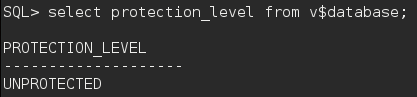 SQL> select protection_level from v$database;
PROTECTION_LEVEL
--------------------
UNPROTECTED